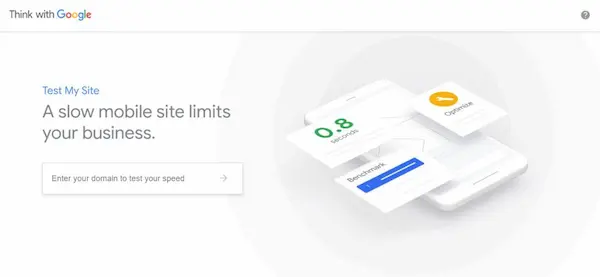 Think with Google
Test My Site
A slow mobile site limits
your business.
Enter your domain to test your speed
0.8
seconds
Optimize
Benchmark